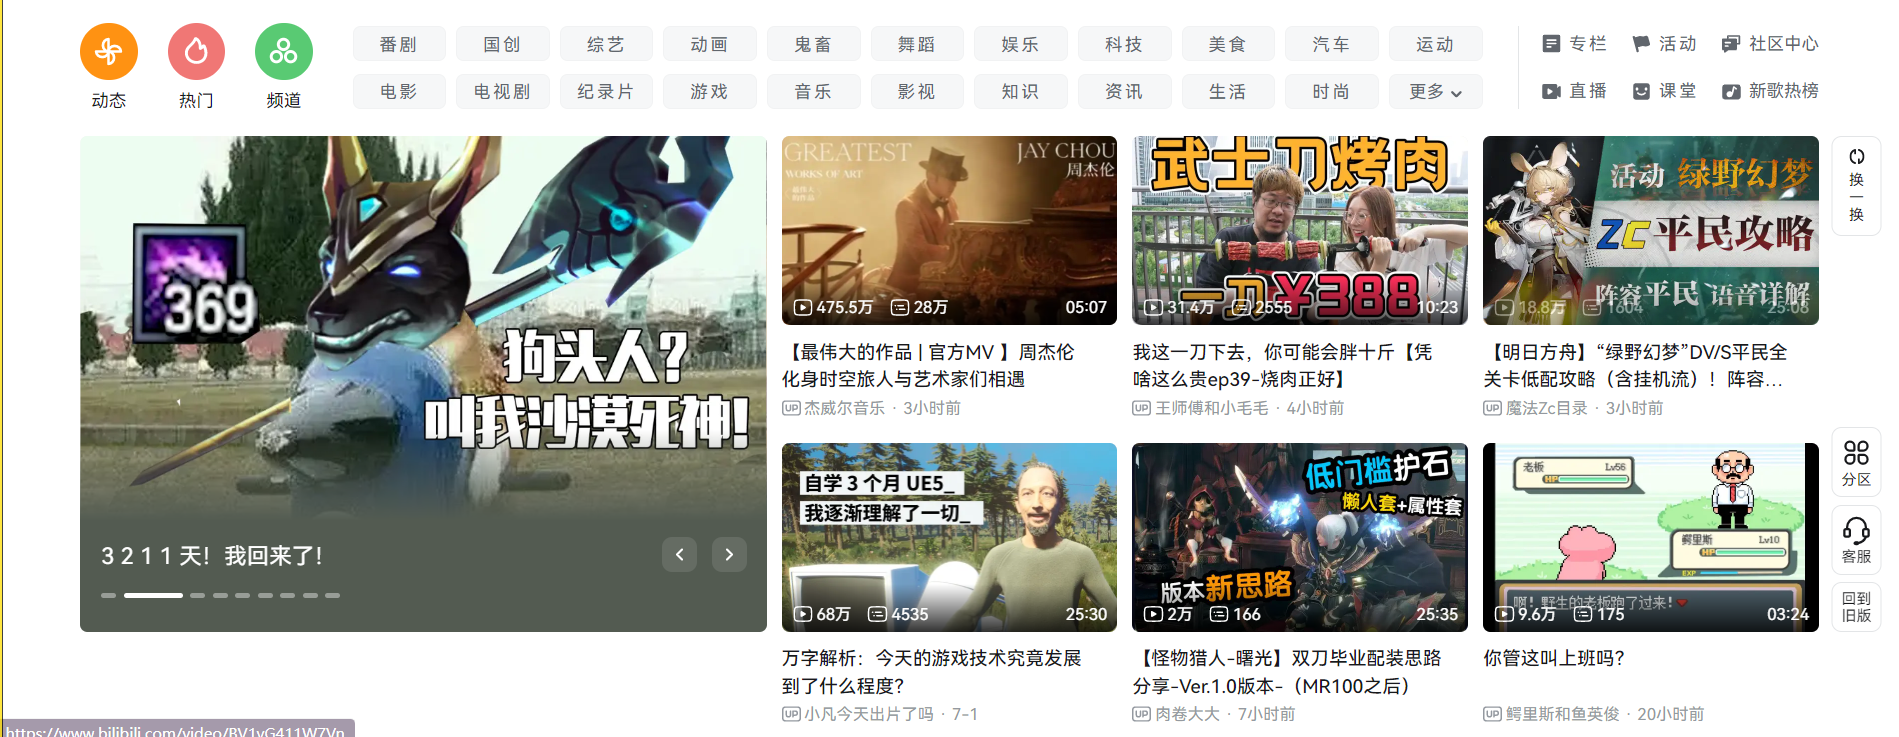 动态
热门
频道
番剧
国创
综艺
动画
鬼畜
舞蹈
娱乐
科技
美食
汽车
运动
电影
电视剧
纪录片
游戏
音乐
影视
知识
资讯
生活
时尚
更多
专栏
活动
社区中心
直播
课堂
新歌热榜
369
狗头人?
叫我沙漠死神!
3 2 1 1 天！我回来了！
GREATEST
WORKS OF ART
最伟大
的作品
JAY CHOU
周杰伦
475.5万
28万
05:07
【最伟大的作品 | 官方MV 】周杰伦
化身时空旅人与艺术家们相遇
UP 杰威尔音乐 · 3小时前
武士刀烤肉
一刀¥388
31.4万
2555
10:23
我这一刀下去，你可能会胖十斤【凭
啥这么贵ep39-烧肉正好】
UP 王师傅和小毛毛 · 4小时前
活动 绿野幻梦
ZC平民攻略
阵容平民 语音详解
18.8万
1604
25:08
【明日方舟】“绿野幻梦”DV/S平民全
关卡低配攻略（含挂机流）！阵容...
UP 魔法Zc目录 · 3小时前
换一换
自学 3 个月 UE5_
我逐渐理解了一切_
68万
4535
25:30
万字解析：今天的游戏技术究竟发展
到了什么程度？
UP 小凡今天出片了吗 · 7-1
低门槛护石
懒人套+属性套
版本新思路
2万
166
25:35
【怪物猎人-曙光】双刀毕业配装思路
分享-Ver.1.0版本-（MR100之后）
UP 肉卷大大 · 7小时前
老板 Lv56
HP
鳄里斯 Lv10
HP
EXP
啊！野生的老板跑了过来！
9.6万
175
03:24
你管这叫上班吗？
UP 鳄里斯和鱼英俊 · 20小时前
分区
客服
回到
旧版
https://www.bilibili.com/video/BV1yG411W7Vn